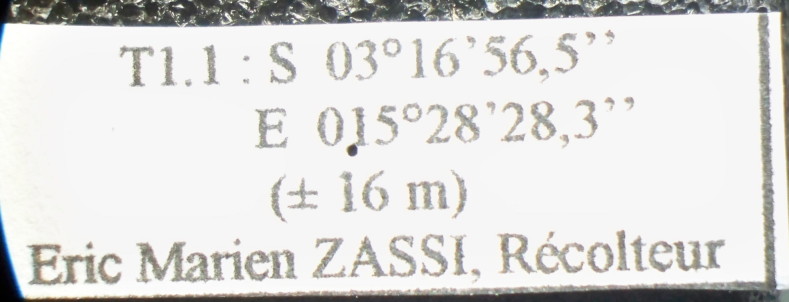 T1.1 : S 03°16’56,5’’
E 015°28’28,3’’
(± 16 m)
Eric Marien ZASSI, Récolteur